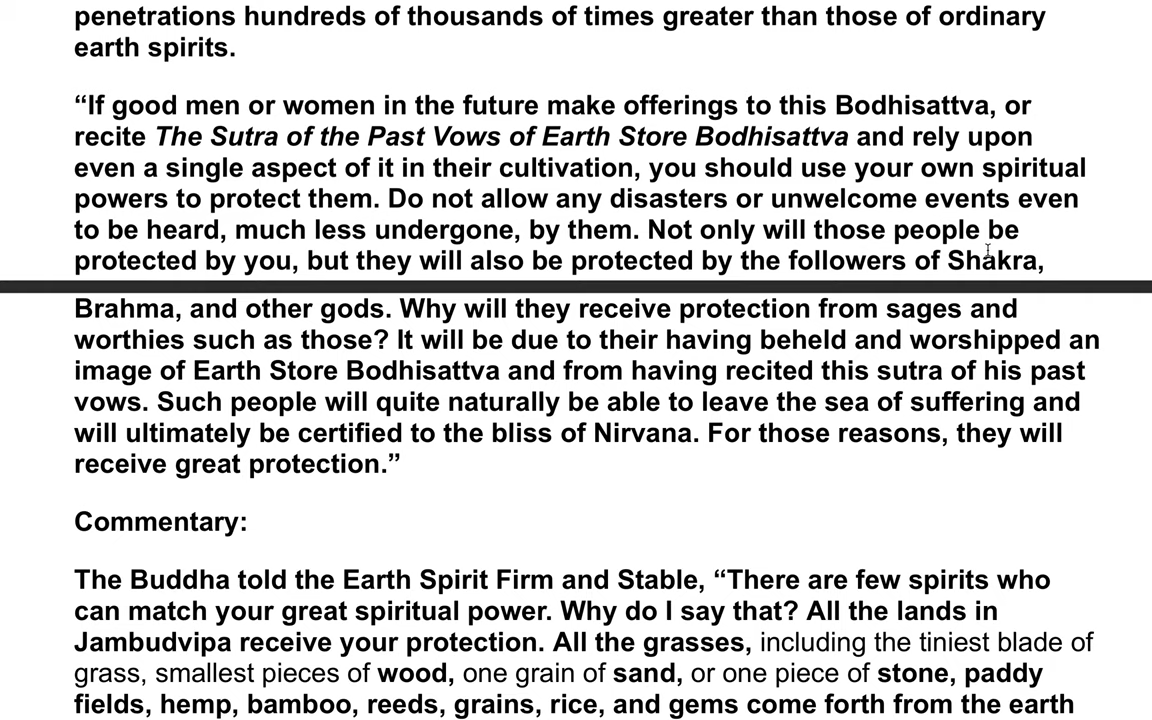 penetrations hundreds of thousands of times greater than those of ordinary
earth spirits.
“If good men or women in the future make offerings to this Bodhisattva, or
recite The Sutra of the Past Vows of Earth Store Bodhisattva and rely upon
even a single aspect of it in their cultivation, you should use your own spiritual
powers to protect them. Do not allow any disasters or unwelcome events even
to be heard, much less undergone, by them. Not only will those people be
protected by you, but they will also be protected by the followers of Shakra,
Brahma, and other gods. Why will they receive protection from sages and
worthies such as those? It will be due to their having beheld and worshipped an
image of Earth Store Bodhisattva and from having recited this sutra of his past
vows. Such people will quite naturally be able to leave the sea of suffering and
will ultimately be certified to the bliss of Nirvana. For those reasons, they will
receive great protection.”
Commentary:
The Buddha told the Earth Spirit Firm and Stable, “There are few spirits who
can match your great spiritual power. Why do I say that? All the lands in
Jambudvipa receive your protection. All the grasses, including the tiniest blade of
grass, smallest pieces of wood, one grain of sand, or one piece of stone, paddy
fields, hemp, bamboo, reeds, grains, rice, and gems come forth from the earth